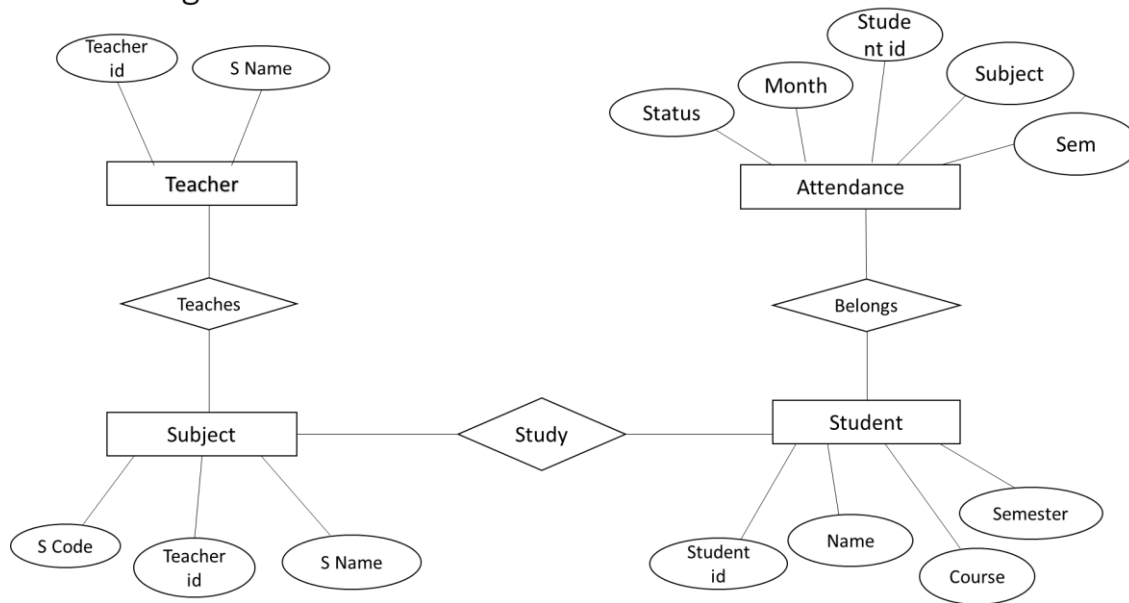 Teacher
id
S Name
Stude
nt id
Month
Subject
Status
Sem
Teacher
Attendance
Teaches
Belongs
Subject
Study
Student
S Code
Teacher
id
S Name
Student
id
Name
Semester
Course